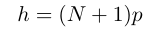 h = (N + 1)p